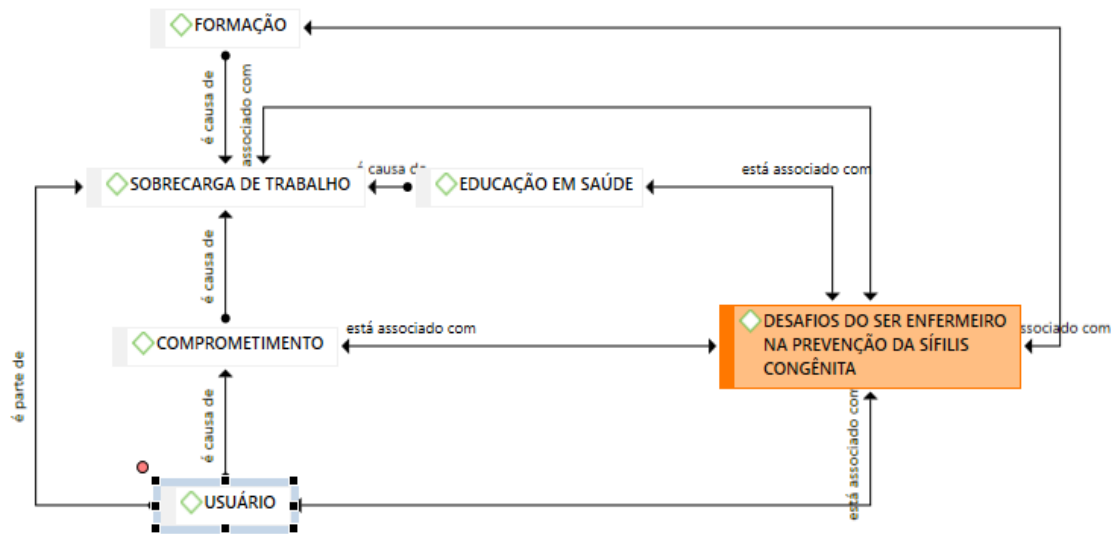 FORMAÇÃO
é causa de
associado com
é causa de
está associado com
SOBRECARGA DE TRABALHO
EDUCAÇÃO EM SAÚDE
é causa de
está associado com
COMPROMETIMENTO
DESAFIOS DO SER ENFERMEIRO
NA PREVENÇÃO DA SÍFILIS
CONGÊNITA
associado com
é parte de
é causa de
está associado com
USUÁRIO